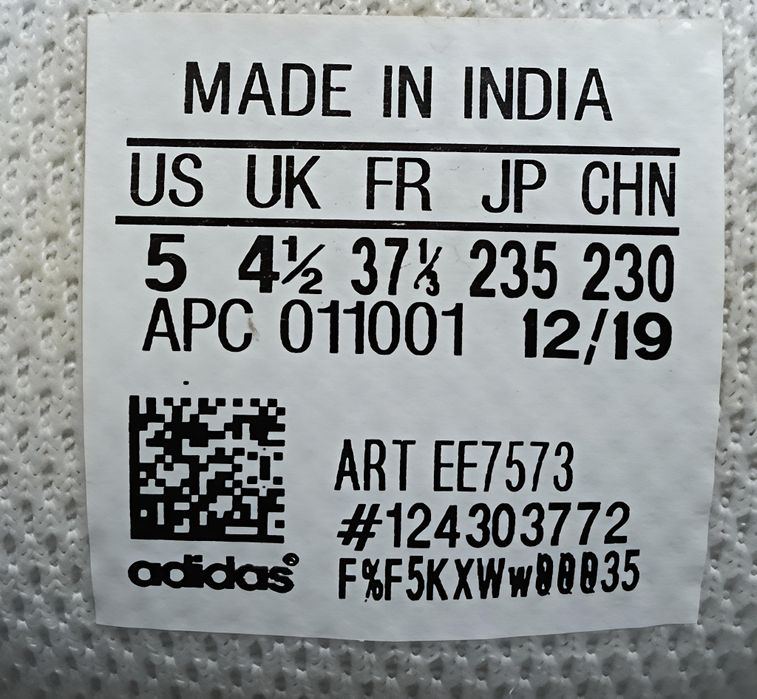 MADE IN INDIA
US UK FR JP CHN
5 4½ 37⅓ 235 230
APC 011001 12/19
ART EE7573
#124303772
F%F5KXWw00035
adidas®